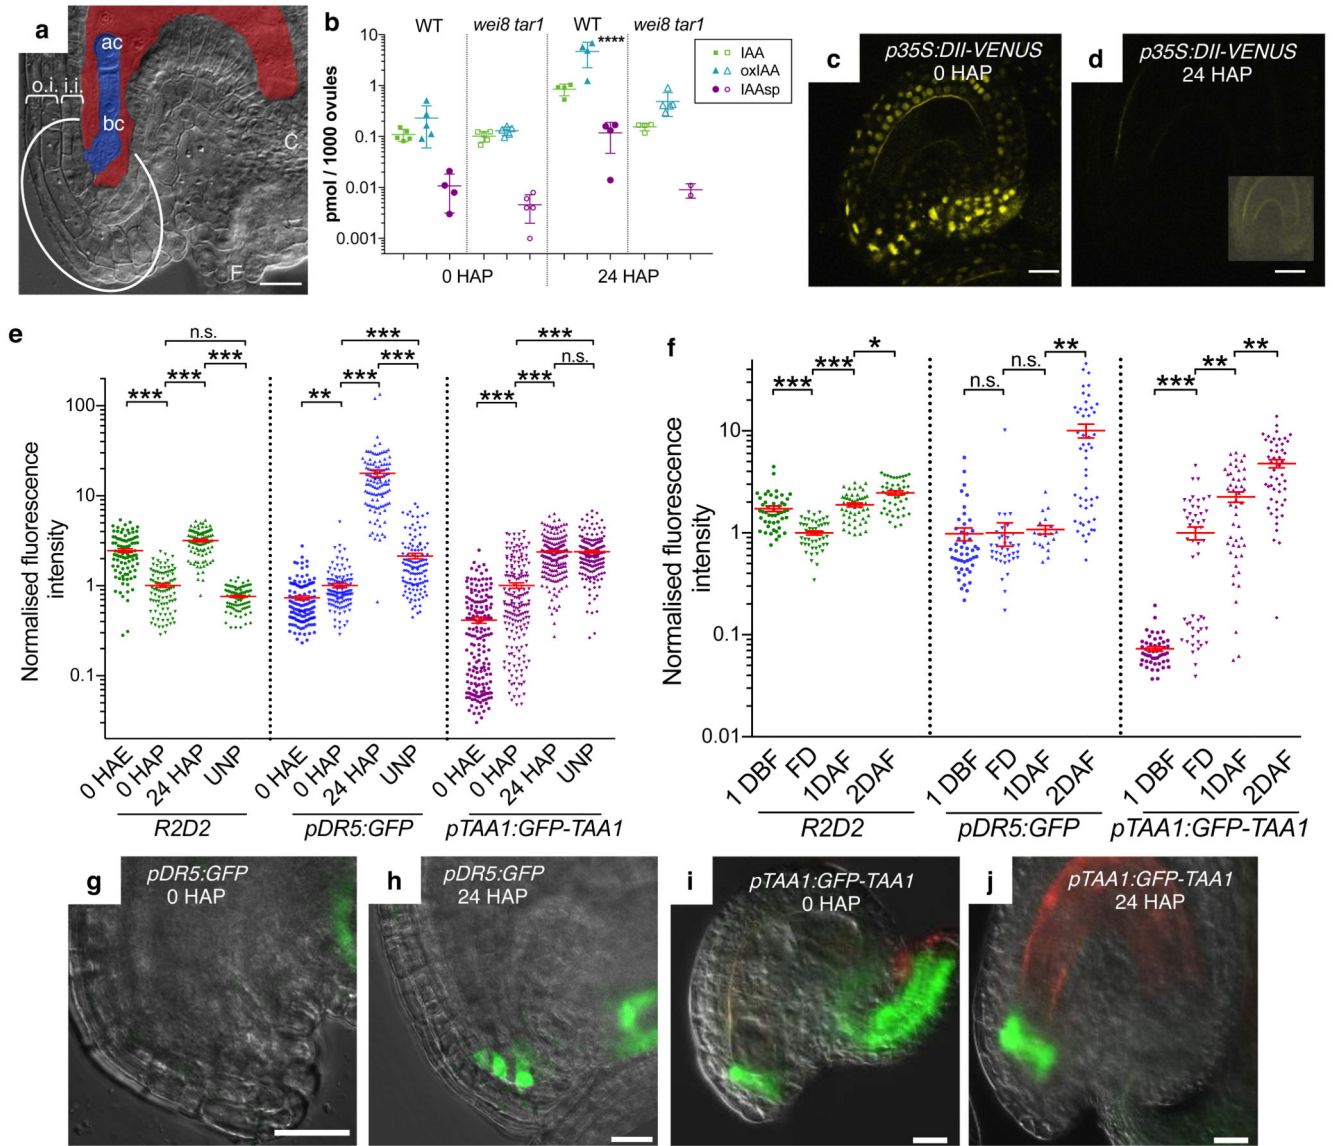 a
ac
o.i.
i.i.
bc
C
F
b
WT
wei8 tar1
WT
wei8 tar1
****
IAA
oxIAA
IAAsp
10
1
0.1
0.01
0.001
pmol / 1000 ovules
0 HAP
24 HAP
c
p35S:DII-VENUS
0 HAP
d
p35S:DII-VENUS
24 HAP
e
n.s.
***
***
***
***
***
***
**
***
***
n.s.
***
***
100
10
1
0.1
Normalised fluorescence
intensity
0 HAE
0 HAP
24 HAP
UNP
0 HAE
0 HAP
24 HAP
UNP
0 HAE
0 HAP
24 HAP
UNP
R2D2
pDR5:GFP
pTAA1:GFP-TAA1
f
***
***
*
n.s.
n.s.
**
***
**
**
10
1
0.1
0.01
Normalised fluorescence
intensity
1 DBF
FD
1DAF
2DAF
1 DBF
FD
1DAF
2DAF
1 DBF
FD
1DAF
2DAF
R2D2
pDR5:GFP
pTAA1:GFP-TAA1
g
pDR5:GFP
0 HAP
h
pDR5:GFP
24 HAP
i
pTAA1:GFP-TAA1
0 HAP
j
pTAA1:GFP-TAA1
24 HAP